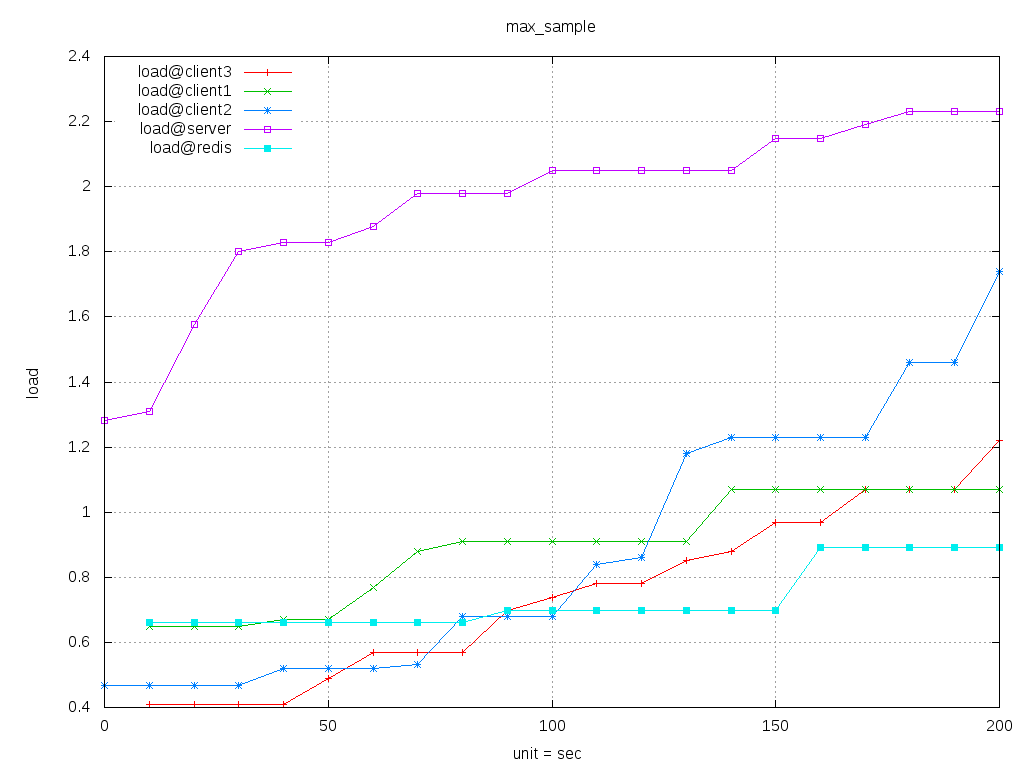 max_sample
load@client3
load@client1
load@client2
load@server
load@redis
2.4
2.2
2
1.8
1.6
1.4
1.2
1
0.8
0.6
0.4
load
0 50 100 150 200
unit = sec